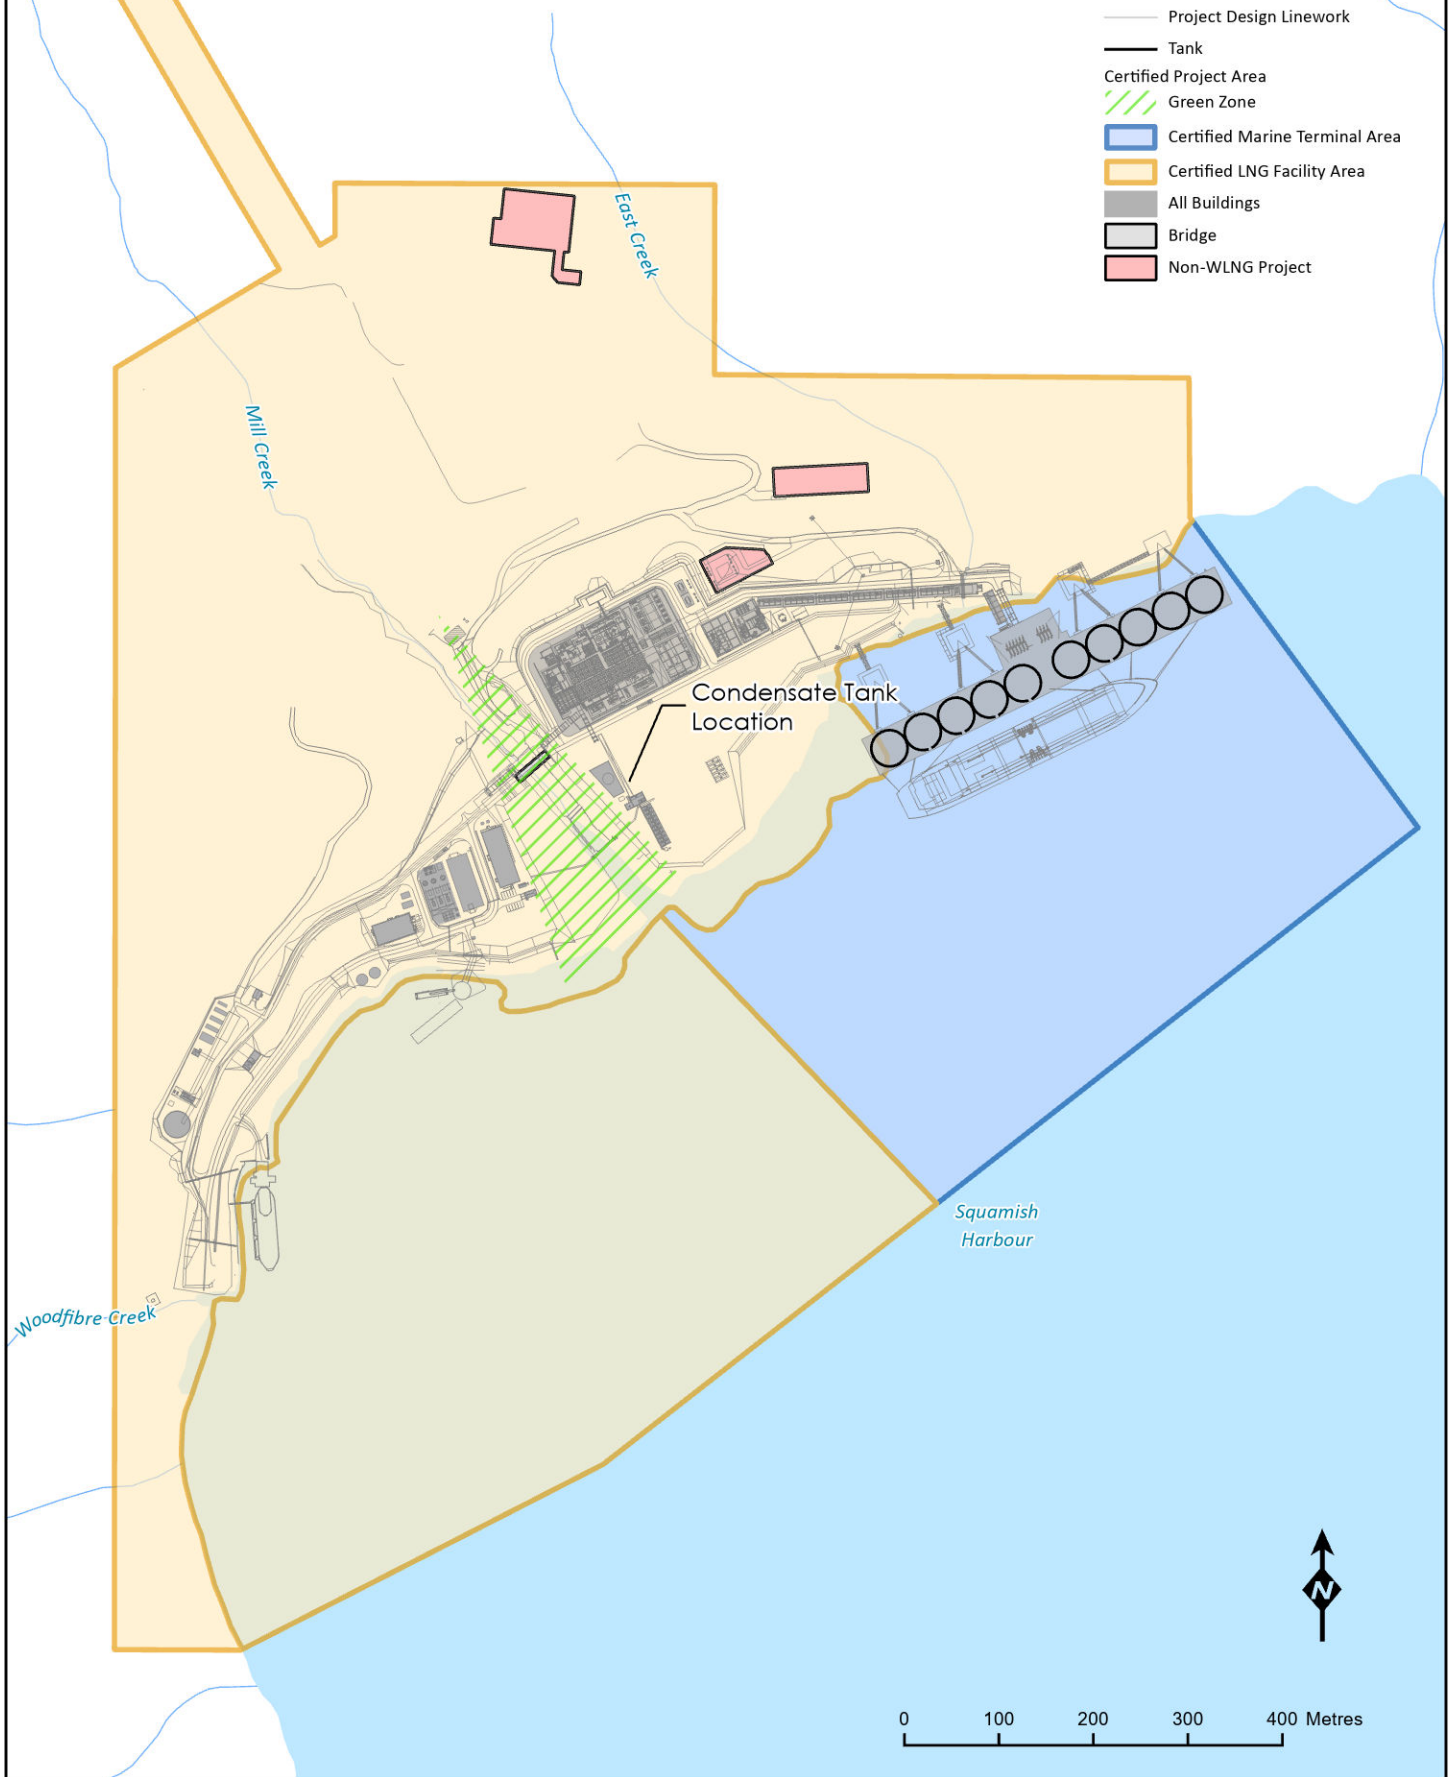 Project Design Linework
Tank
Certified Project Area
Green Zone
Certified Marine Terminal Area
Certified LNG Facility Area
All Buildings
Bridge
Non-WLNG Project
East Creek
Mill Creek
Condensate Tank
Location
Squamish
Harbour
Woodfibre Creek
N
0 100 200 300 400 Metres